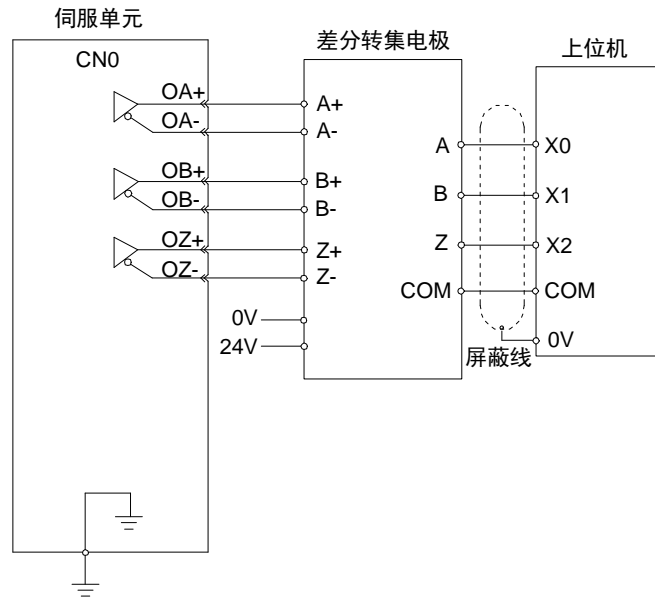 伺服单元
差分转集电极
上位机
CN0
OA+
A+
OA-
A-
A
X0
OB+
B+
OB-
B-
B
X1
OZ+
Z+
Z
X2
OZ-
Z-
COM
COM
0V
24V
屏蔽线
0V